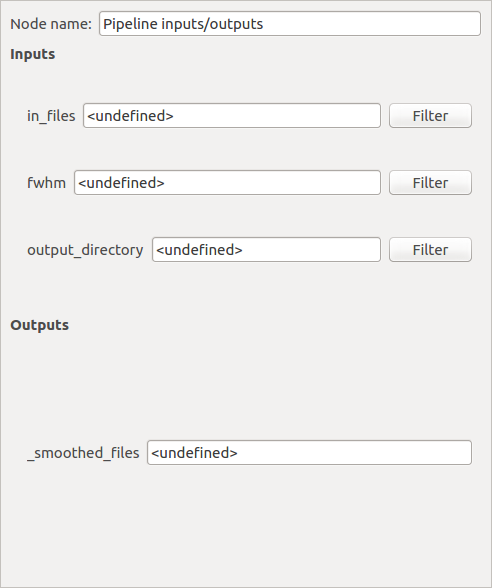 Node name: Pipeline inputs/outputs
Inputs
in_files <undefined> Filter
fwhm <undefined> Filter
output_directory <undefined> Filter
Outputs
_smoothed_files <undefined>